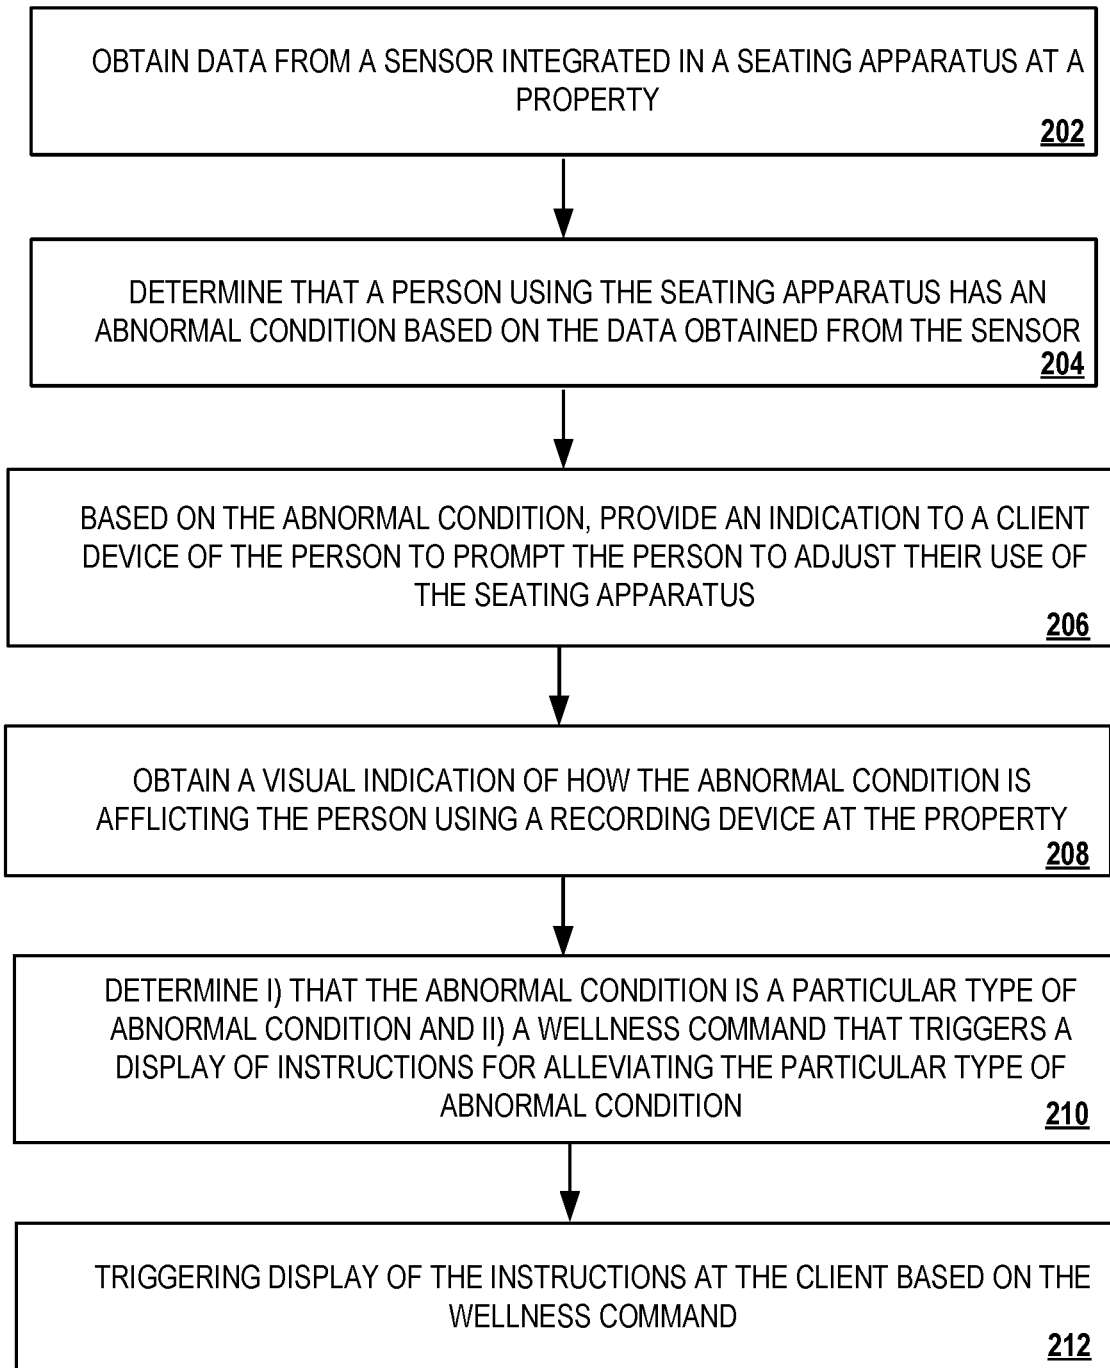 OBTAIN DATA FROM A SENSOR INTEGRATED IN A SEATING APPARATUS AT A
PROPERTY
202
DETERMINE THAT A PERSON USING THE SEATING APPARATUS HAS AN
ABNORMAL CONDITION BASED ON THE DATA OBTAINED FROM THE SENSOR
204
BASED ON THE ABNORMAL CONDITION, PROVIDE AN INDICATION TO A CLIENT
DEVICE OF THE PERSON TO PROMPT THE PERSON TO ADJUST THEIR USE OF
THE SEATING APPARATUS
206
OBTAIN A VISUAL INDICATION OF HOW THE ABNORMAL CONDITION IS
AFFLICTING THE PERSON USING A RECORDING DEVICE AT THE PROPERTY
208
DETERMINE I) THAT THE ABNORMAL CONDITION IS A PARTICULAR TYPE OF
ABNORMAL CONDITION AND II) A WELLNESS COMMAND THAT TRIGGERS A
DISPLAY OF INSTRUCTIONS FOR ALLEVIATING THE PARTICULAR TYPE OF
ABNORMAL CONDITION
210
TRIGGERING DISPLAY OF THE INSTRUCTIONS AT THE CLIENT BASED ON THE
WELLNESS COMMAND
212